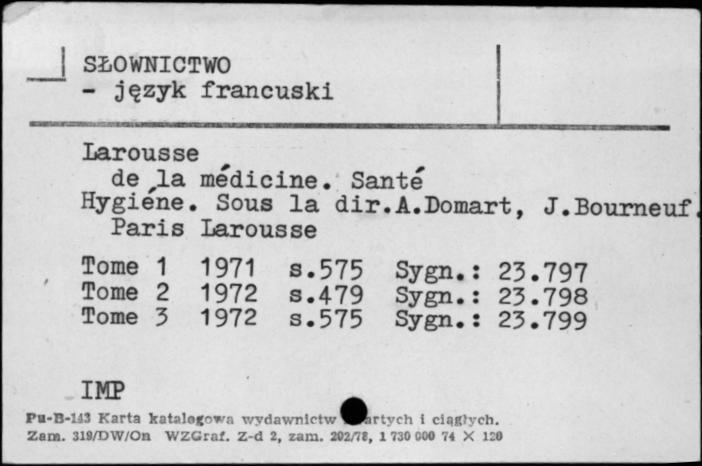 SŁOWNICTWO
- język francuski
Larousse
de la médicine. Santé
Hygiéne. Sous la dir.A.Domart, J.Bourneuf.
Paris Larousse
Tome 1 1971 s.575 Sygn.: 23.797
Tome 2 1972 s.479 Sygn.: 23.798
Tome 3 1972 s.575 Sygn.: 23.799
IMP
Pu-B-143 Karta katalogowa wydawnictw artych i ciągłych.
Zam. 319/DW/On WZGraf. Z-d 2, zam. 202/78, 1 730 000 74 X 120